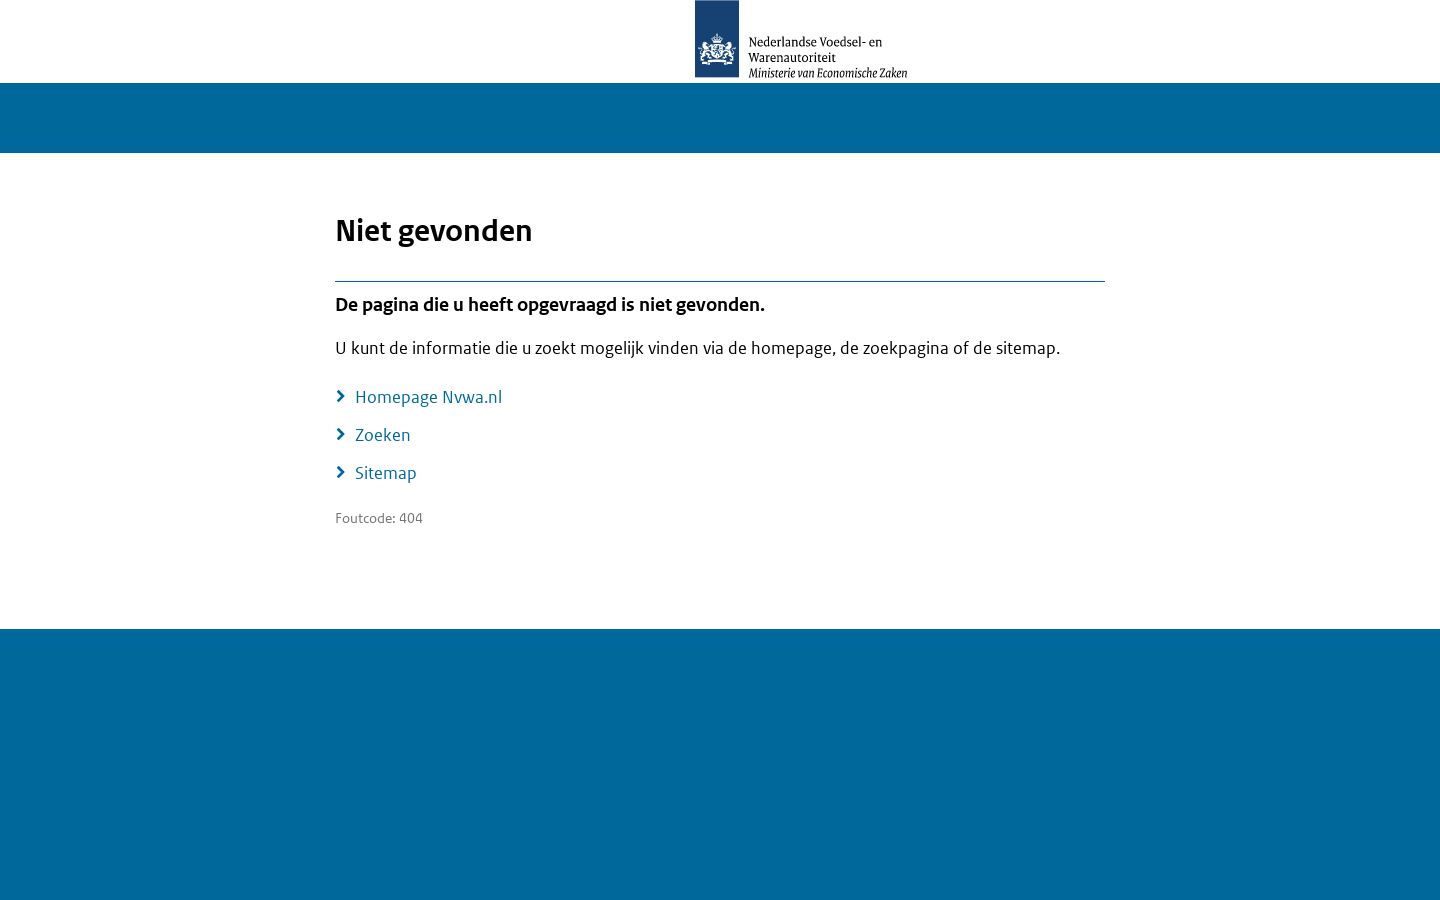 Nederlandse Voedsel- en
Warenautoriteit
Ministerie van Economische Zaken
Niet gevonden
De pagina die u heeft opgevraagd is niet gevonden.
U kunt de informatie die u zoekt mogelijk vinden via de homepage, de zoekpagina of de sitemap.
Homepage Nvwa.nl
Zoeken
Sitemap
Foutcode: 404